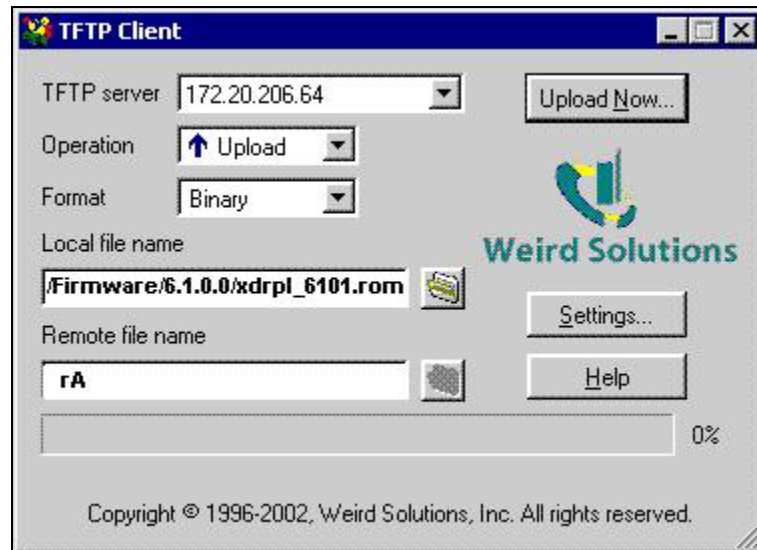 TFTP Client
TFTP server 172.20.206.64
Upload Now...
Operation Upload
Format Binary
Weird Solutions
Local file name
/Firmware/6.1.0.0/xdrpl_6101.rom
Settings...
Remote file name
rA
Help
0%
Copyright © 1996-2002, Weird Solutions, Inc. All rights reserved.